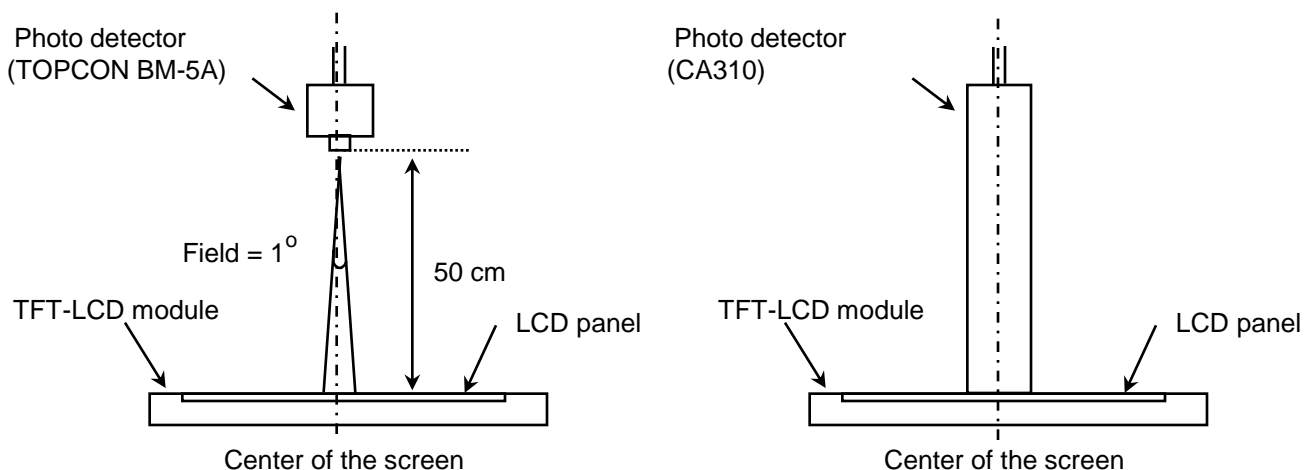 Photo detector
(TOPCON BM-5A)
Field = 1°
50 cm
TFT-LCD module
LCD panel
Center of the screen
Photo detector
(CA310)
TFT-LCD module
LCD panel
Center of the screen